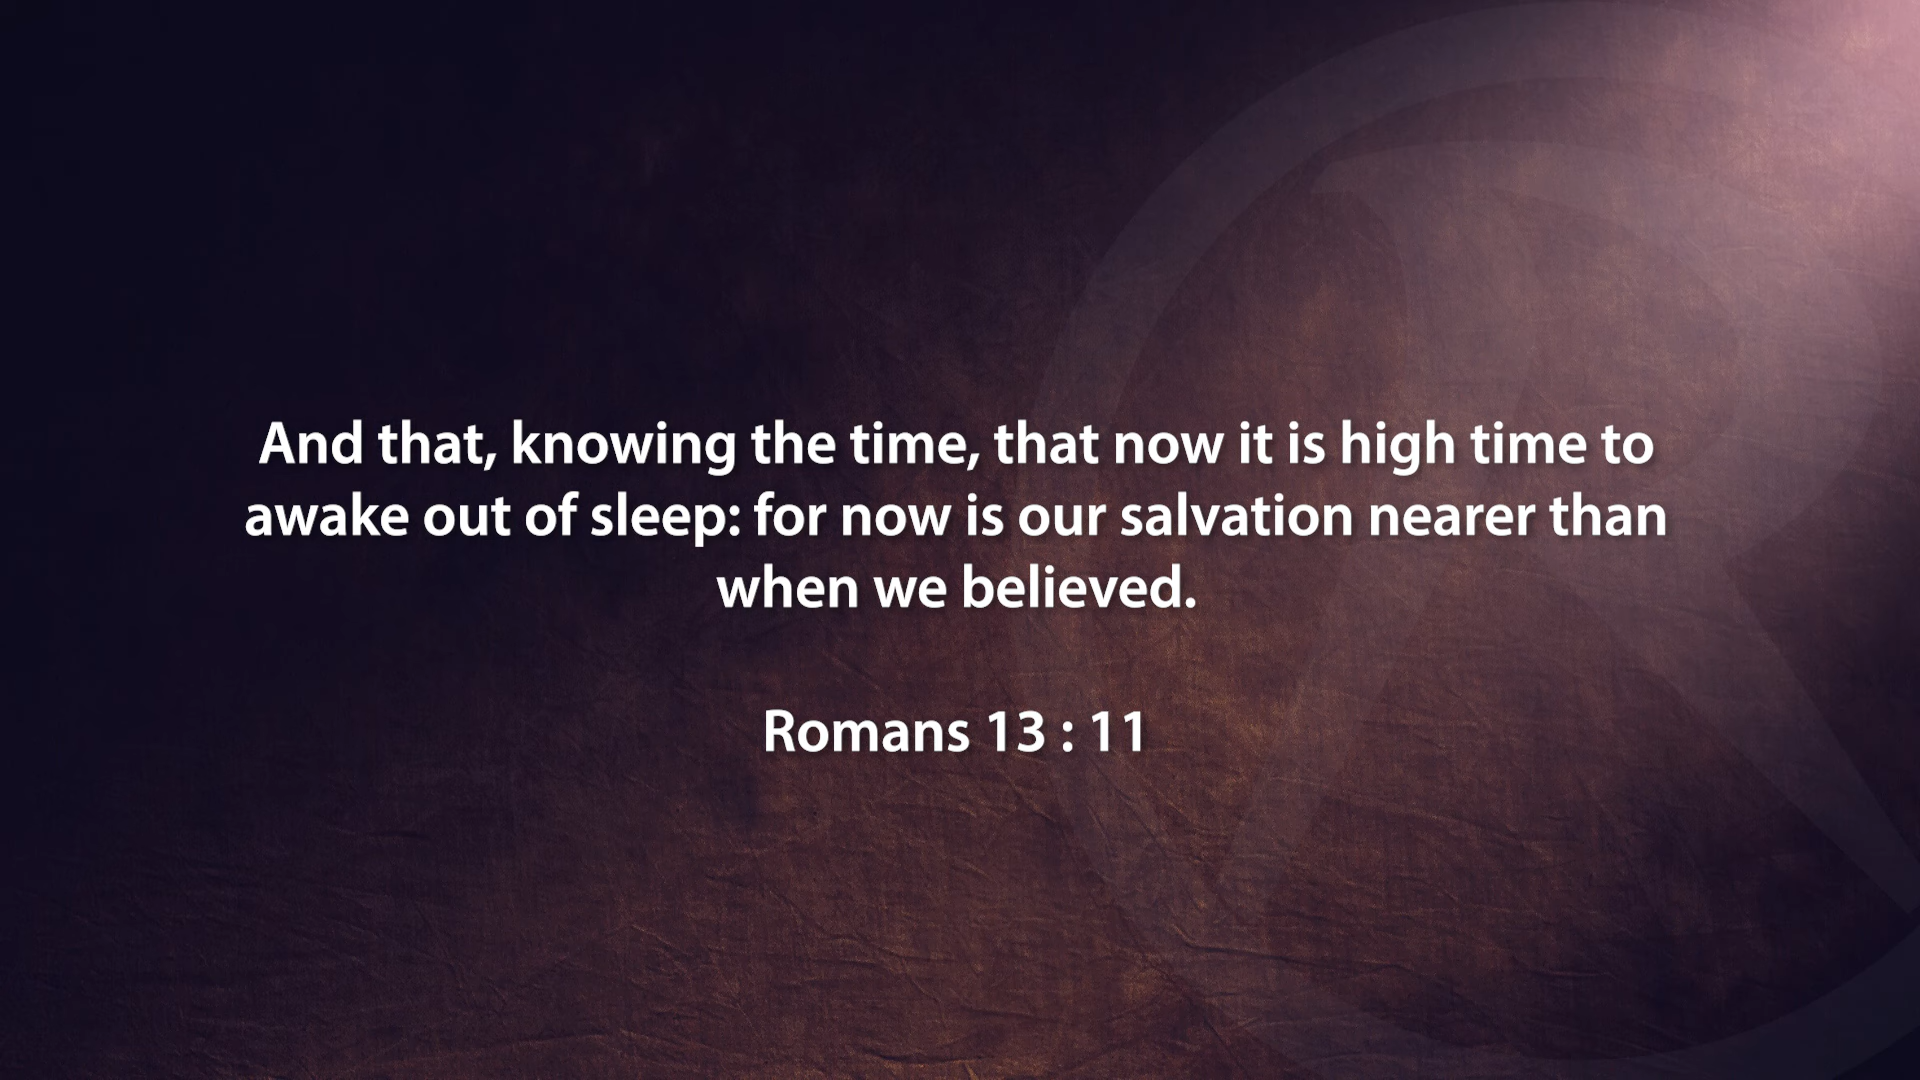 And that, knowing the time, that now it is high time to
awake out of sleep: for now is our salvation nearer than
when we believed.
Romans 13 : 11